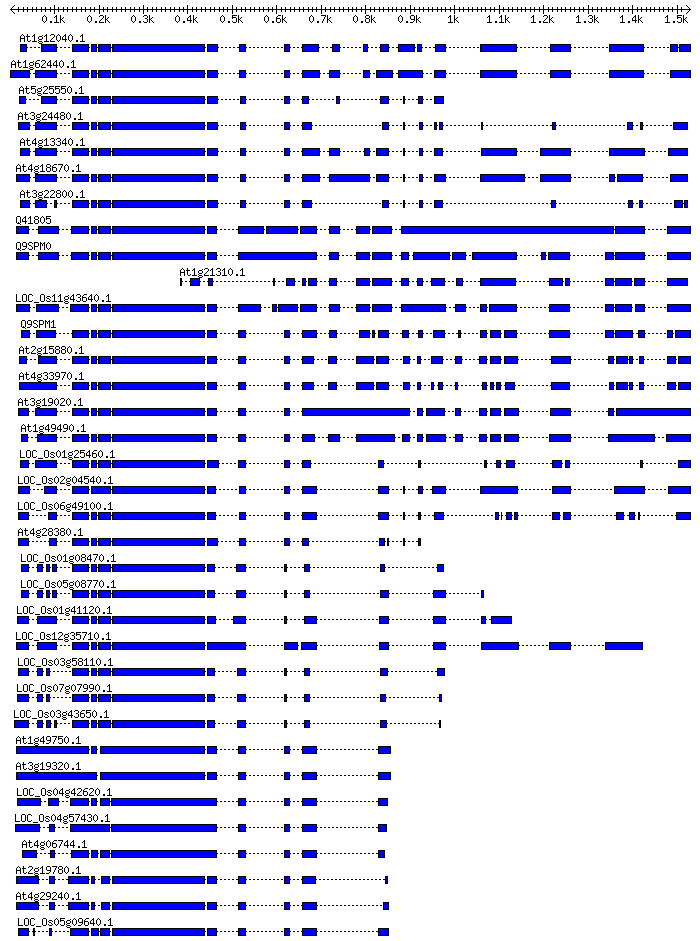 0.1k 0.2k 0.3k 0.4k 0.5k 0.6k 0.7k 0.8k 0.9k 1k 1.1k 1.2k 1.3k 1.4k 1.5k
At1g12040.1
At1g62440.1
At5g25550.1
At3g24480.1
At4g13340.1
At4g18670.1
At3g22800.1
Q41805
Q9SPM0
At1g21310.1
LOC_Os11g43640.1
Q9SPM1
At2g15880.1
At4g33970.1
At3g19020.1
At1g49490.1
LOC_Os01g25460.1
LOC_Os02g04540.1
LOC_Os06g49100.1
At4g28380.1
LOC_Os01g08470.1
LOC_Os05g08770.1
LOC_Os01g41120.1
LOC_Os12g35710.1
LOC_Os03g58110.1
LOC_Os07g07990.1
LOC_Os03g43650.1
At1g49750.1
At3g19320.1
LOC_Os04g42620.1
LOC_Os04g57430.1
At4g06744.1
At2g19780.1
At4g29240.1
LOC_Os05g09640.1